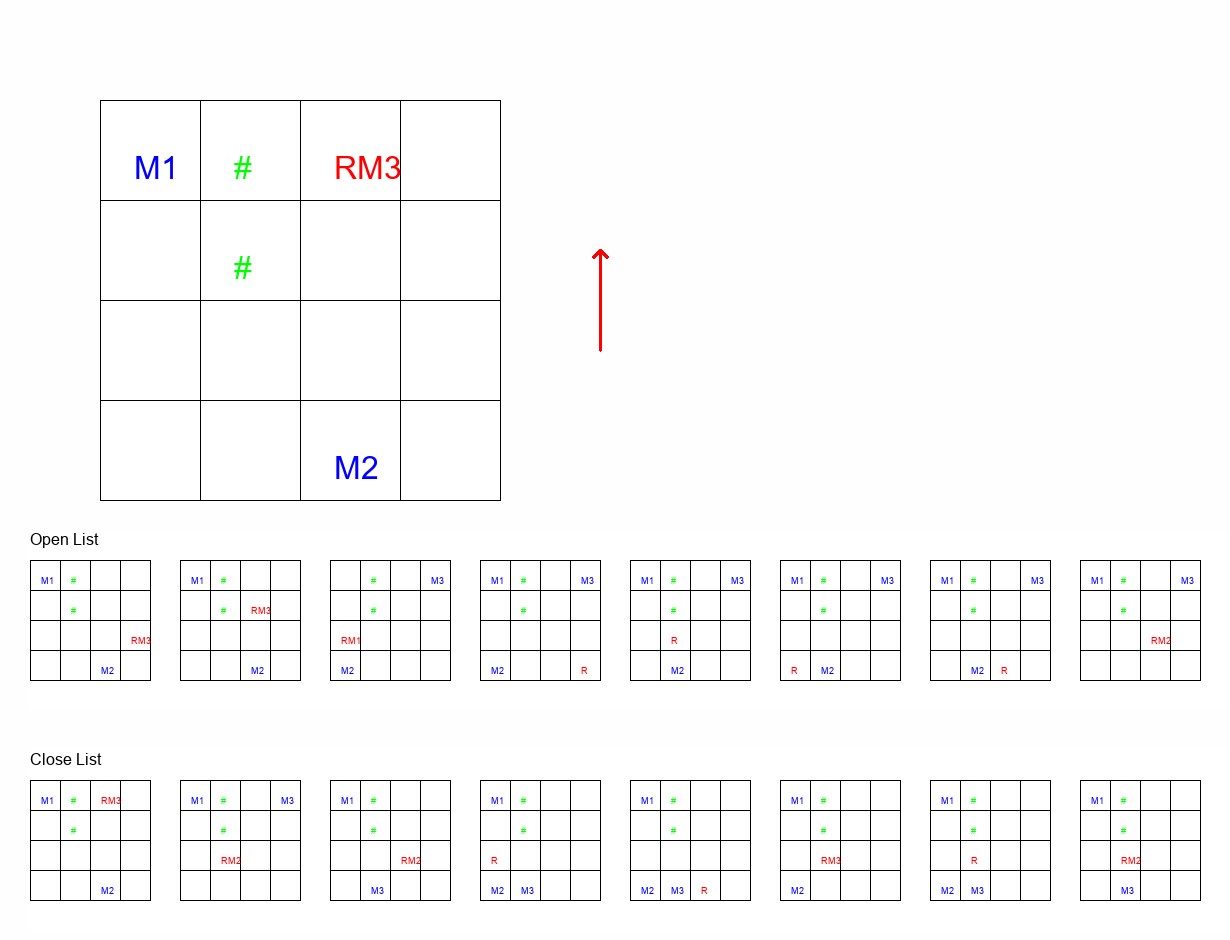 M1 # RM3
#
M2
Open List
M1 # M1 # # M3 M1 # M3 M1 # M3 M1 # M3 M1 # M3 M1 # M3
# # RM3 # # # # # #
RM3 RM1 R RM2
M2 M2 M2 M2 R M2 R M2 M2 R
Close List
M1 # RM3 M1 # M3 M1 # M1 # M1 # M1 # M1 # M1 #
# # # # # # # #
RM2 RM2 R RM3 R RM2
M2 M3 M2 M3 M2 M3 R M2 M2 M3 M3